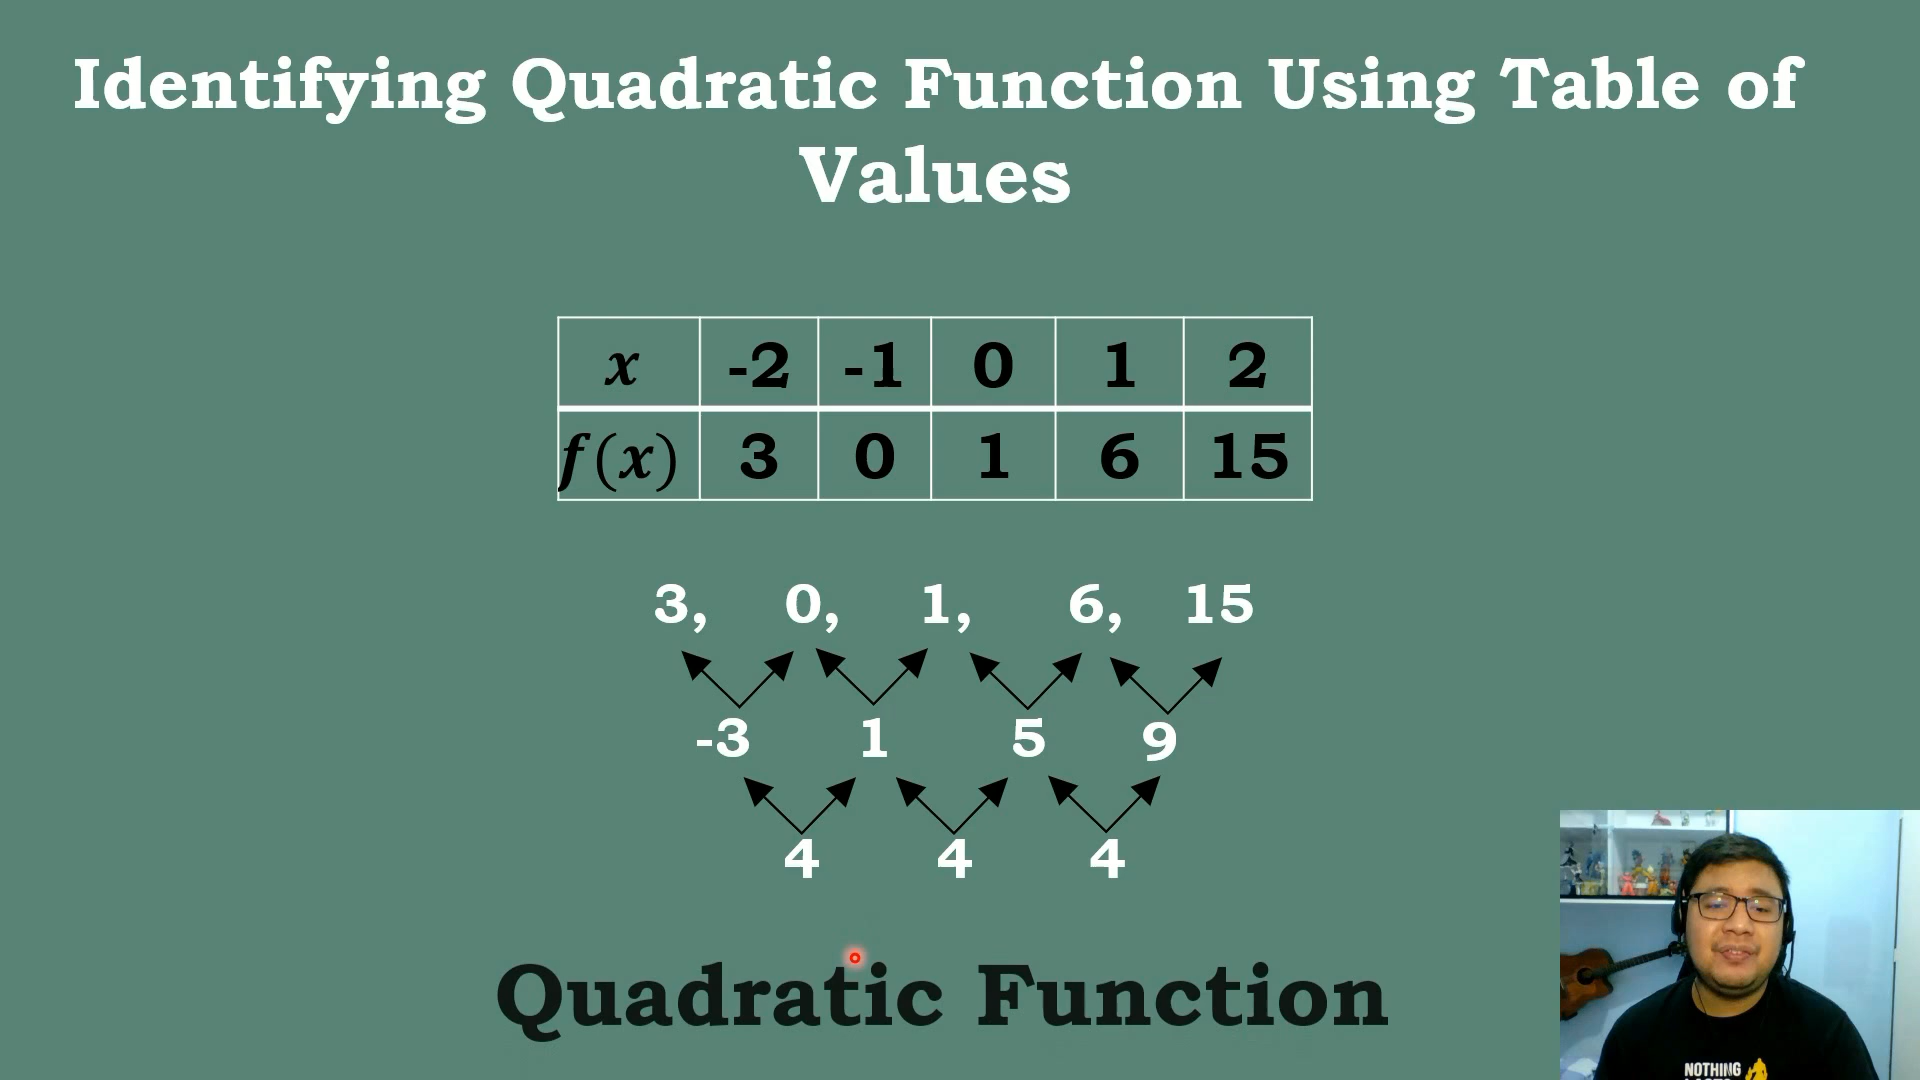 Identifying Quadratic Function Using Table of
Values
x -2 -1 0 1 2
f(x) 3 0 1 6 15
3, 0, 1, 6, 15
-3 1 5 9
4 4 4
Quadratic Function
NOTHING